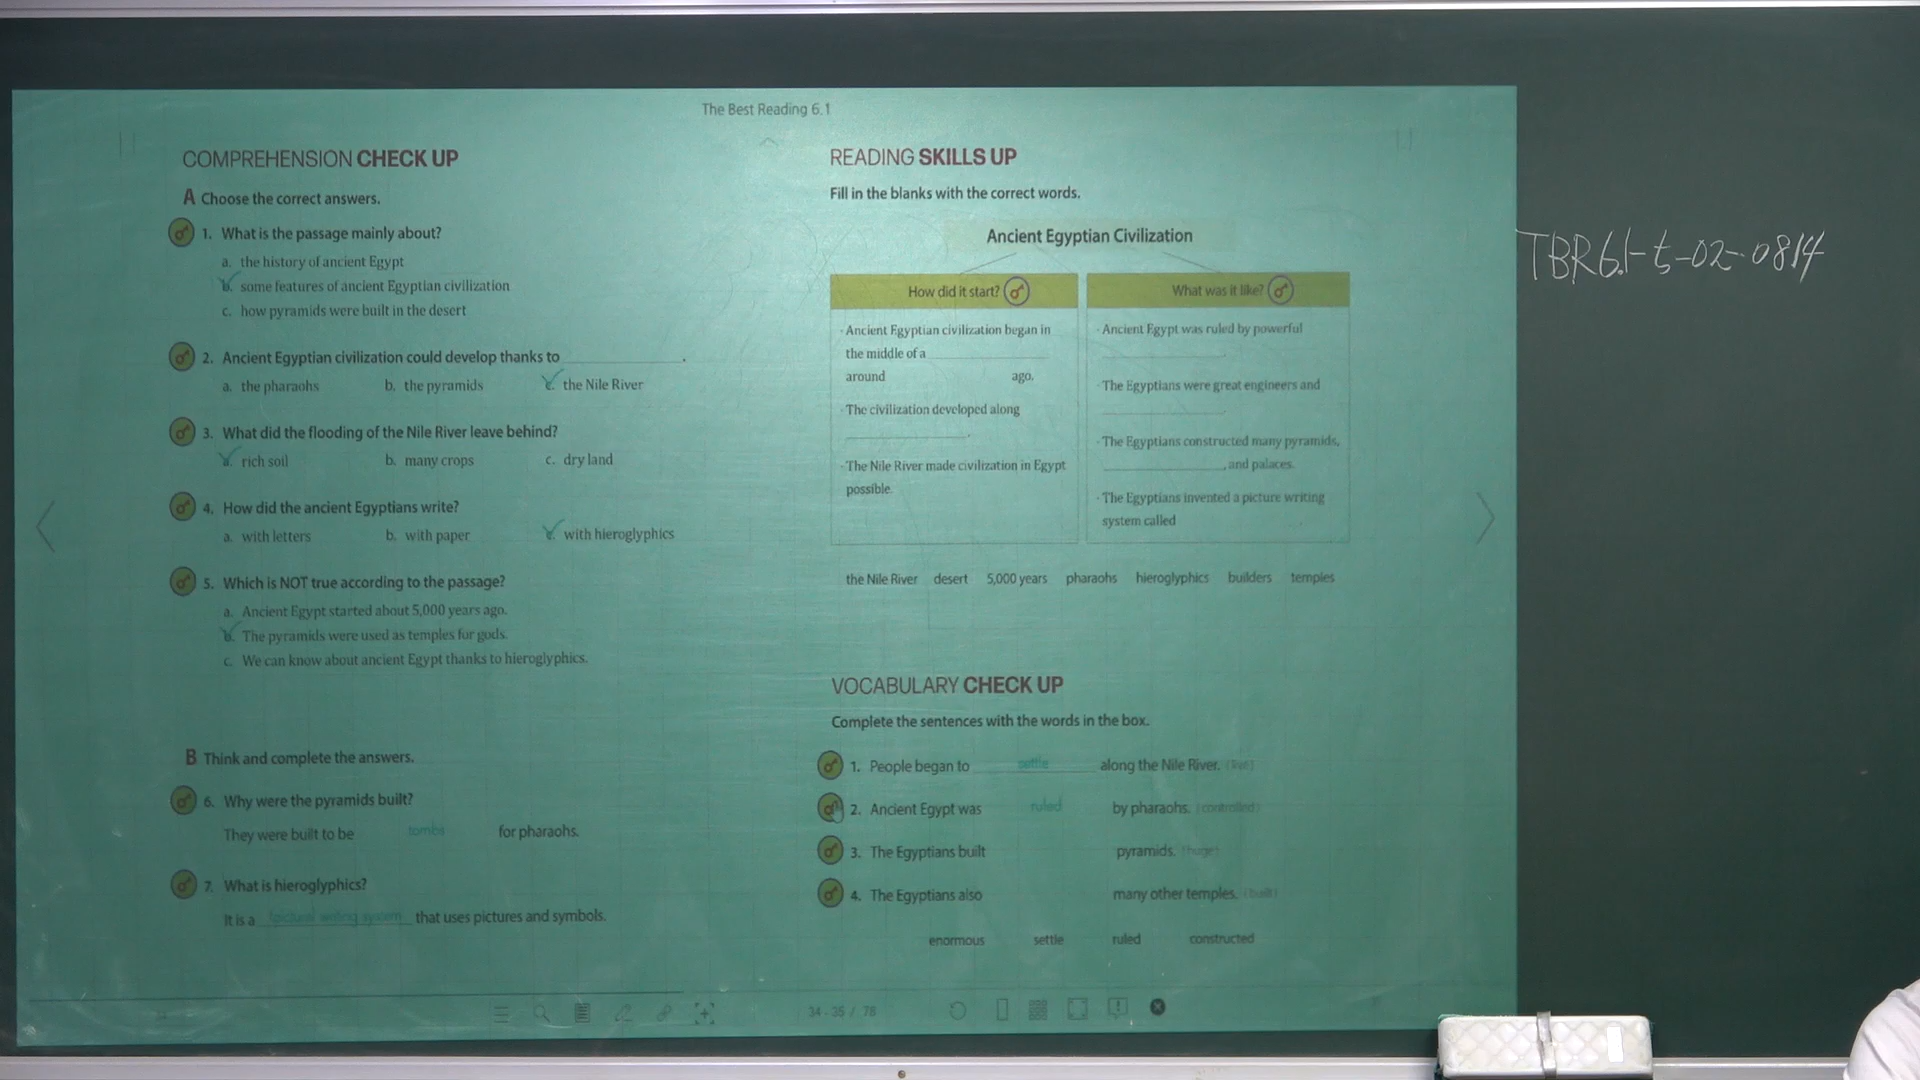 The Best Reading 6.1
COMPREHENSION CHECK UP
A Choose the correct answers.
1. What is the passage mainly about?
a. the history of ancient Egypt
b. some features of ancient Egyptian civilization
c. how pyramids were built in the desert
2. Ancient Egyptian civilization could develop thanks to ____________.
a. the pharaohs b. the pyramids c. the Nile River
3. What did the flooding of the Nile River leave behind?
a. rich soil b. many crops c. dry land
4. How did the ancient Egyptians write?
a. with letters b. with paper c. with hieroglyphics
5. Which is NOT true according to the passage?
a. Ancient Egypt started about 5,000 years ago.
b. The pyramids were used as temples for gods.
c. We can know about ancient Egypt thanks to hieroglyphics.
B Think and complete the answers.
6. Why were the pyramids built?
They were built to be tombs for pharaohs.
7. What is hieroglyphics?
It is a writing system that uses pictures and symbols.
READING SKILLS UP
Fill in the blanks with the correct words.
Ancient Egyptian Civilization
How did it start?
- Ancient Egyptian civilization began in
the middle of a ____________
around ago.
- The civilization developed along
____________.
- The Nile River made civilization in Egypt
possible.
What was it like?
- Ancient Egypt was ruled by powerful
____________.
- The Egyptians were great engineers and
____________.
- The Egyptians constructed many pyramids,
____________, and palaces.
- The Egyptians invented a picture writing
system called .
the Nile River desert 5,000 years pharaohs hieroglyphics builders temples
VOCABULARY CHECK UP
Complete the sentences with the words in the box.
1. People began to settle along the Nile River. (live)
2. Ancient Egypt was ruled by pharaohs. (controlled)
3. The Egyptians built pyramids. (huge)
4. The Egyptians also many other temples. (built)
enormous settle ruled constructed
34 - 35 / 78
TBR6.1-5-02-0814